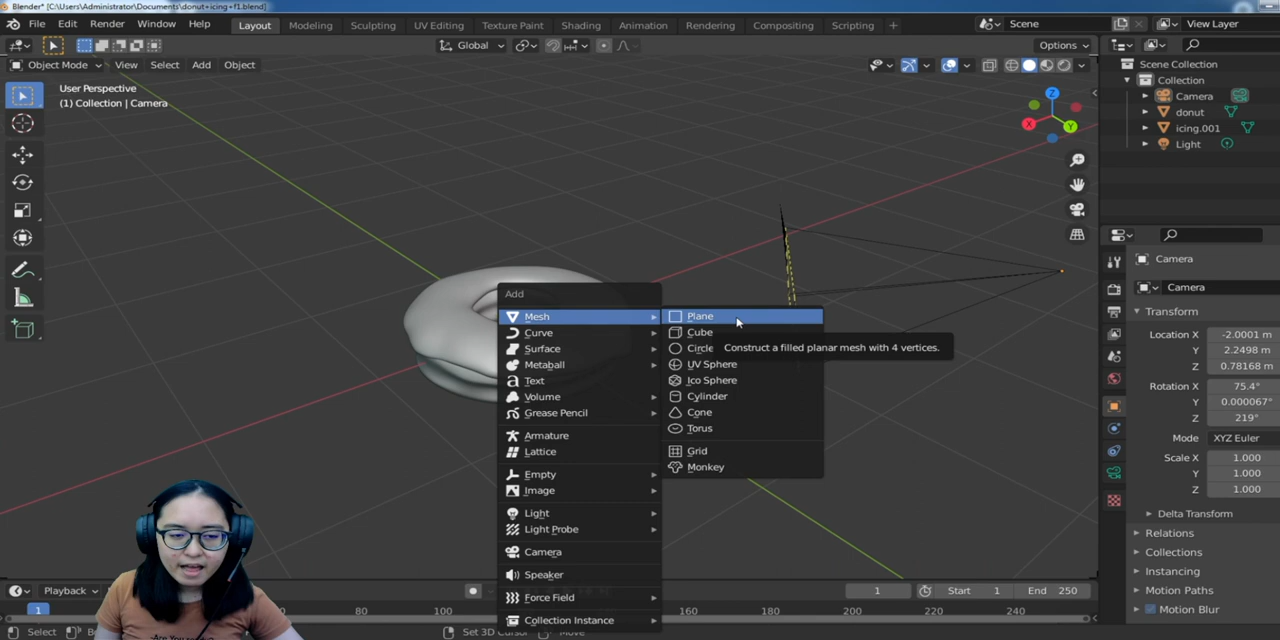 Blender* [C:\Users\Administrator\Documents\donut+icing+f1.blend]
File Edit Render Window Help
Layout Modeling Sculpting UV Editing Texture Paint Shading Animation Rendering Compositing Scripting +
Scene View Layer
Global Options
Object Mode View Select Add Object
User Perspective
(1) Collection | Camera
Scene Collection
Collection
Camera
donut
icing.001
Light
Z
X
Y
Add
Mesh
Curve
Surface
Metaball
Text
Volume
Grease Pencil
Armature
Lattice
Empty
Image
Light
Light Probe
Camera
Speaker
Force Field
Collection Instance
Plane
Cube
Circle
UV Sphere
Ico Sphere
Cylinder
Cone
Torus
Grid
Monkey
Construct a filled planar mesh with 4 vertices.
Camera
Camera
Transform
Location X -2.0001 m
Y 2.2498 m
Z 0.78168 m
Rotation X 75.4°
Y 0.000067°
Z 219°
Mode XYZ Euler
Scale X 1.000
Y 1.000
Z 1.000
Delta Transform
Relations
Collections
Instancing
Motion Paths
Motion Blur
Playback
1 Start 1 End 250
1 80 100 160 180 200 220 240
Select Set 3D Cursor Move